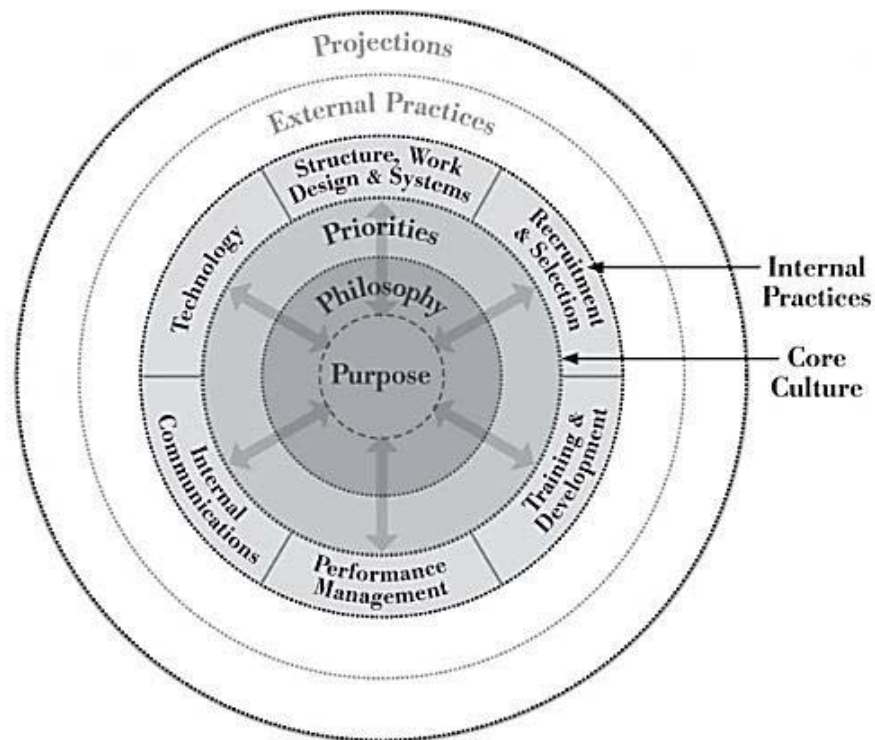 Projections
External Practices
Structure, Work
Design & Systems
Recruitment
& Selection
Technology
Priorities
Philosophy
Purpose
Internal
Practices
Core
Culture
Internal
Communications
Training &
Development
Performance
Management